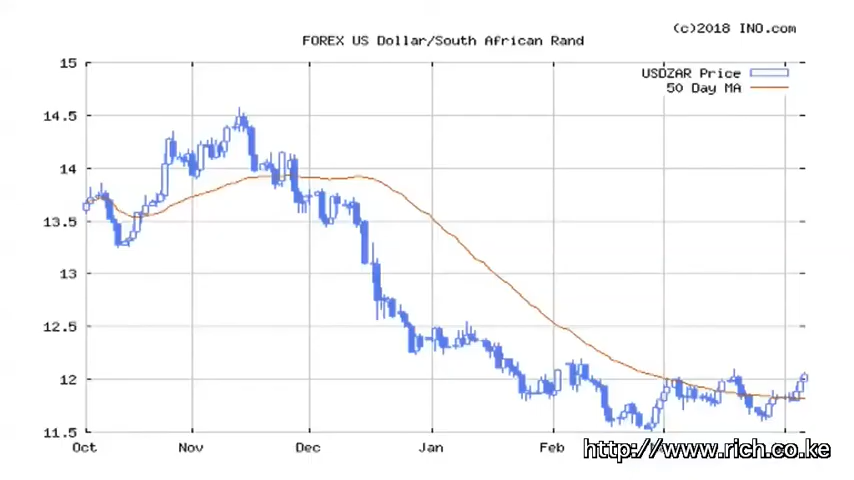 (c)2018 INO.com
FOREX US Dollar/South African Rand
USDZAR Price
50 Day MA
15
14.5
14
13.5
13
12.5
12
11.5
Oct Nov Dec Jan Feb
http://www.rich.co.ke